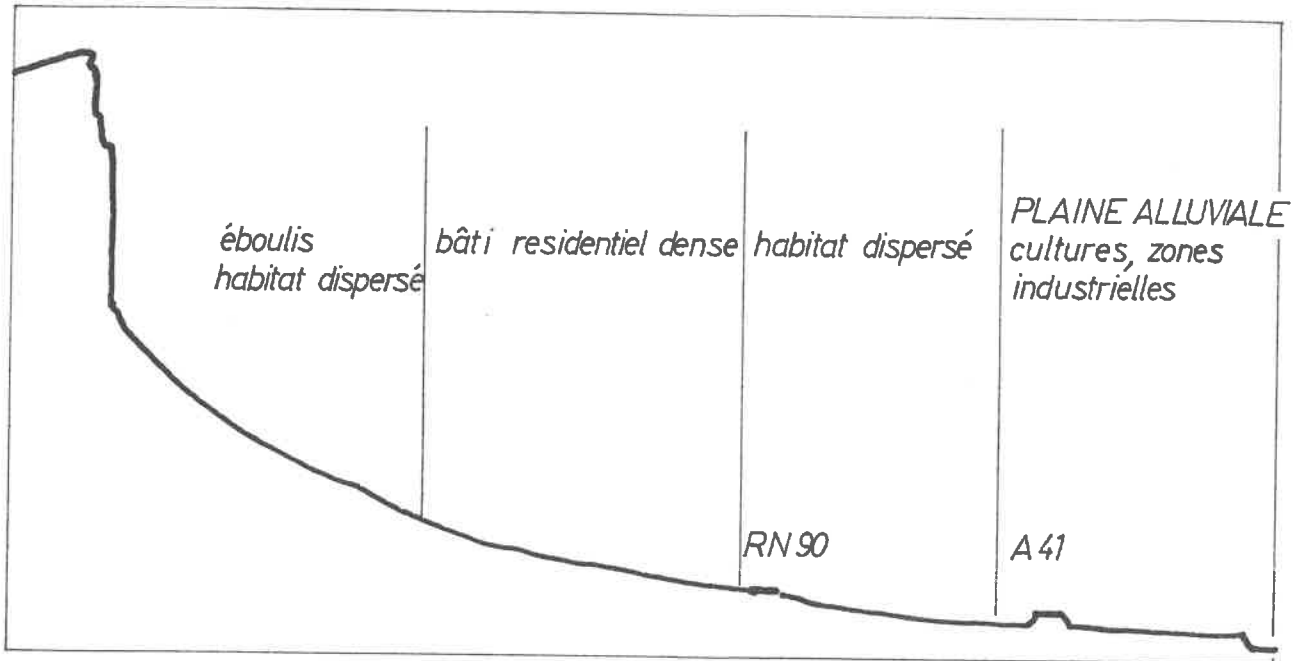 éboulis
habitat dispersé
bâti residentiel dense
habitat dispersé
PLAINE ALLUVIALE
cultures, zones
industrielles
RN 90
A 41